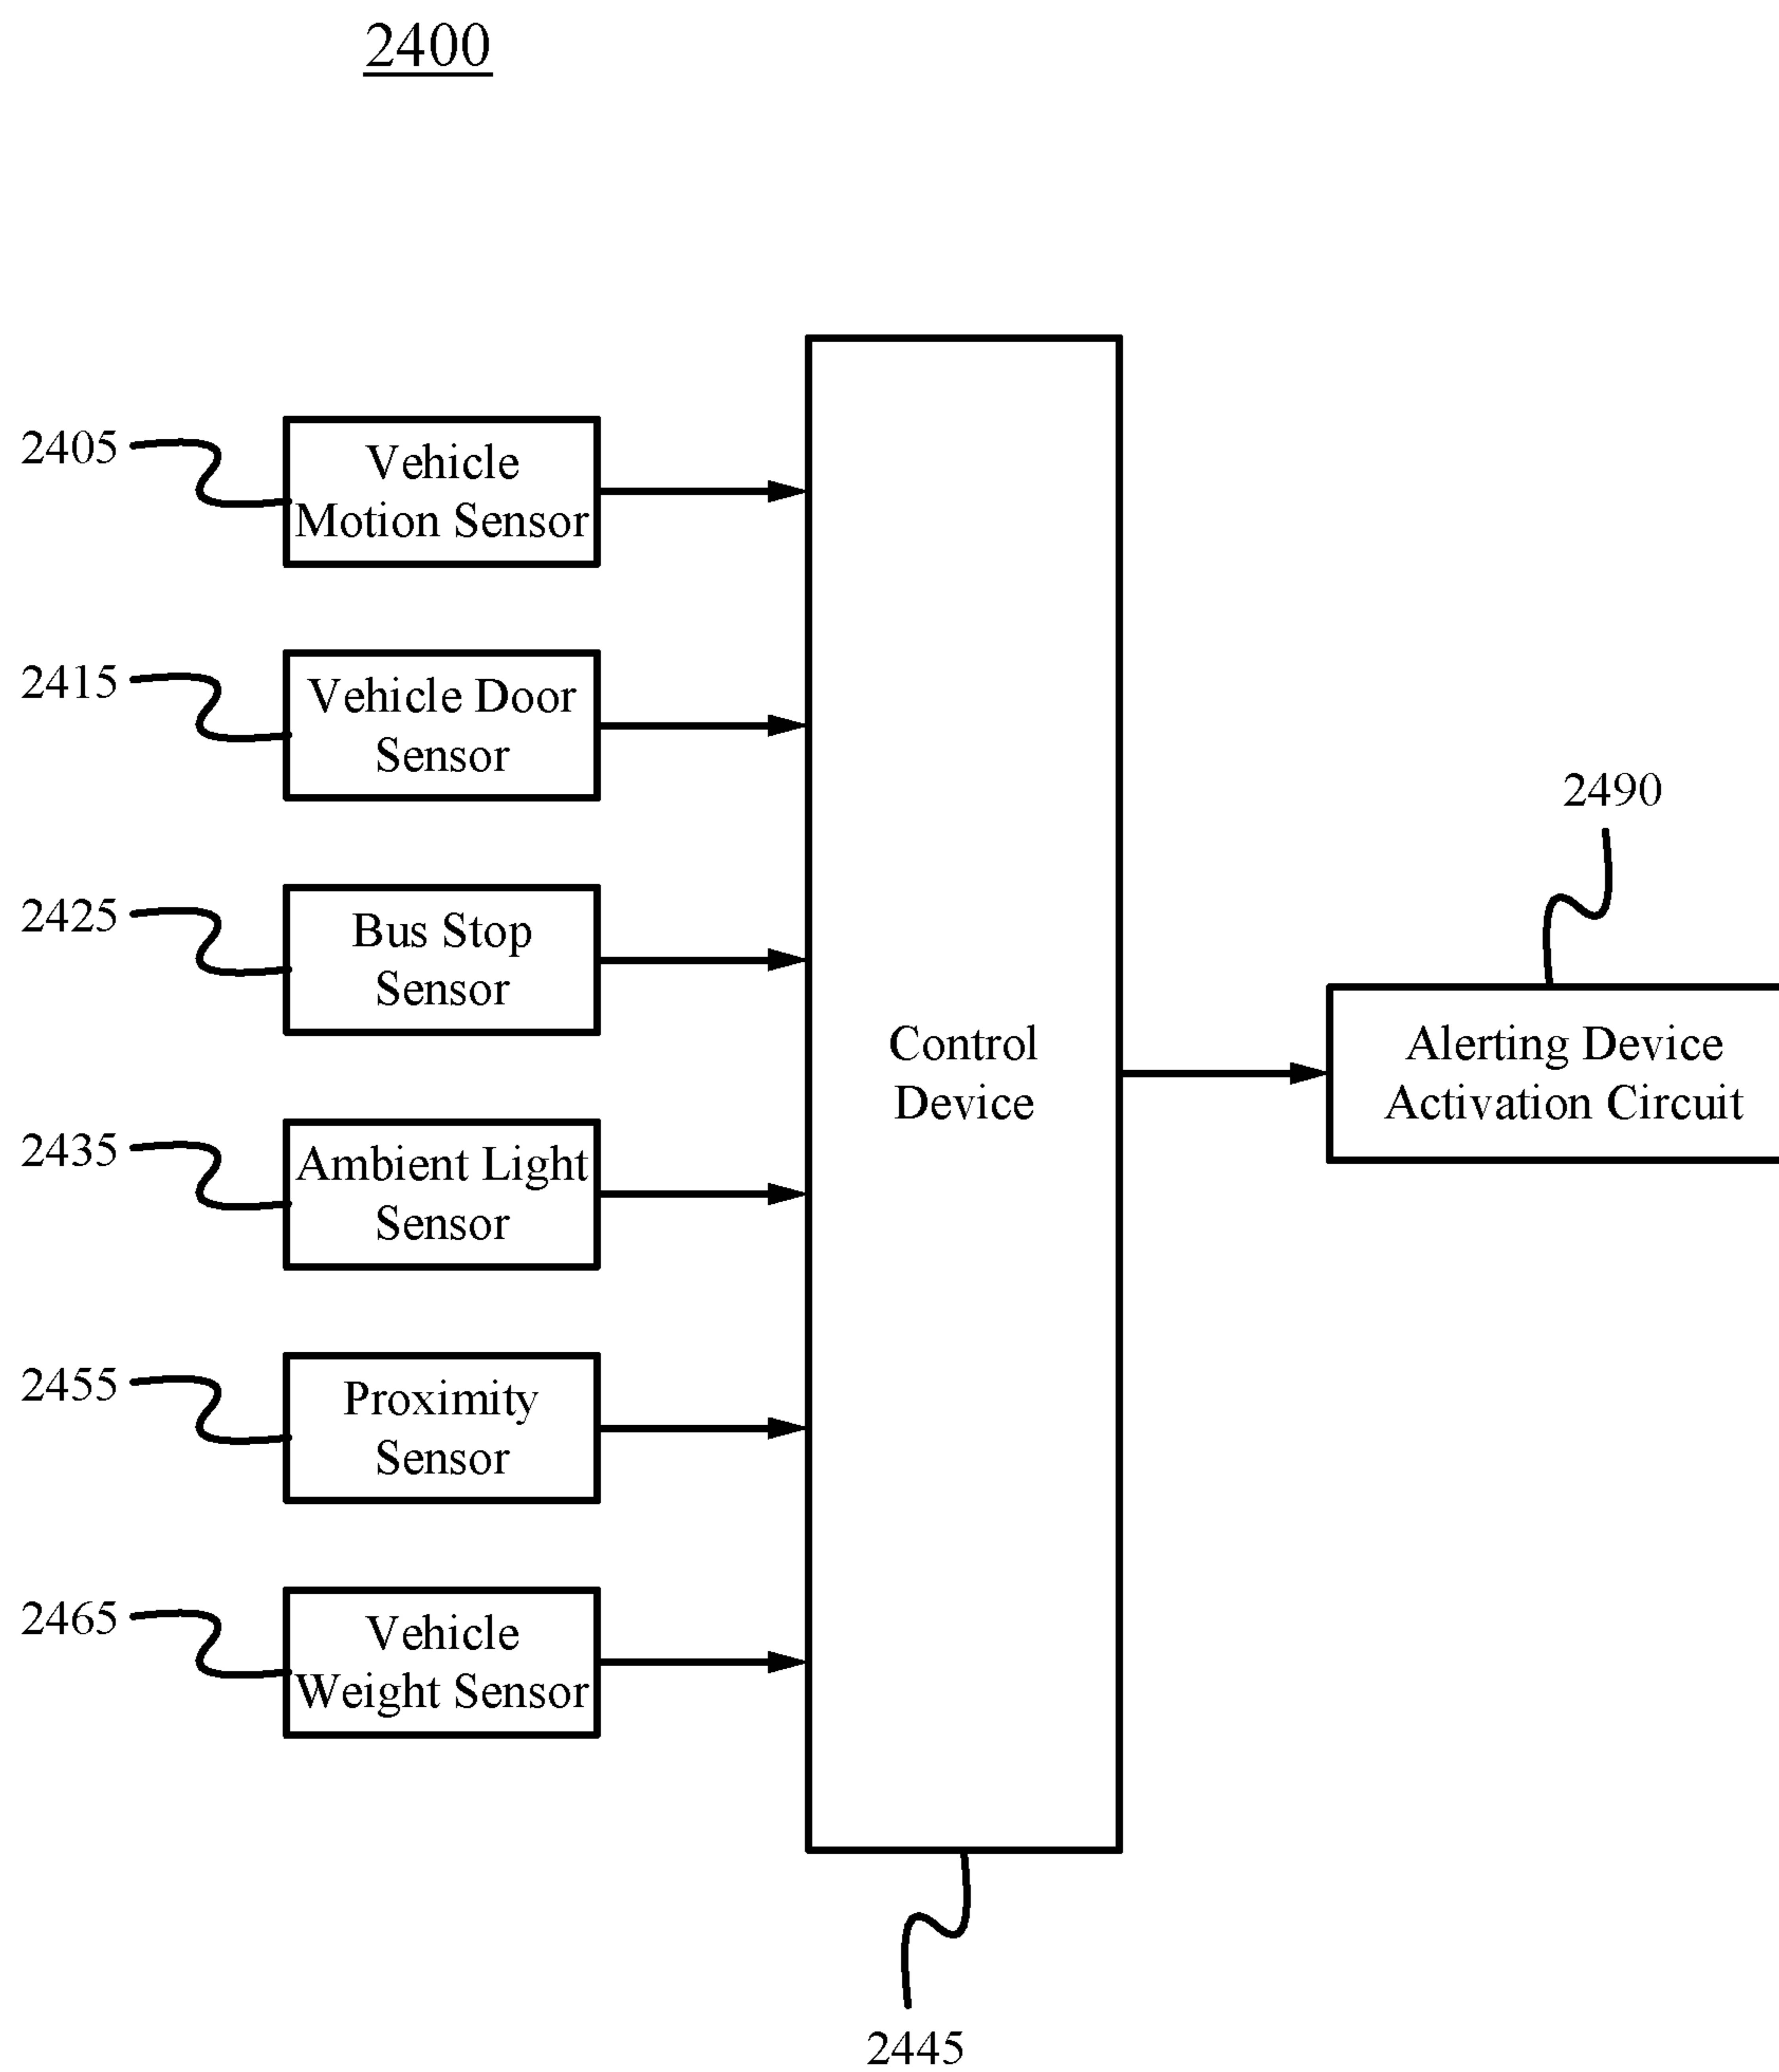 2400
2405
Vehicle
Motion Sensor
2415
Vehicle Door
Sensor
2425
Bus Stop
Sensor
2435
Ambient Light
Sensor
2455
Proximity
Sensor
2465
Vehicle
Weight Sensor
Control
Device
2445
2490
Alerting Device
Activation Circuit